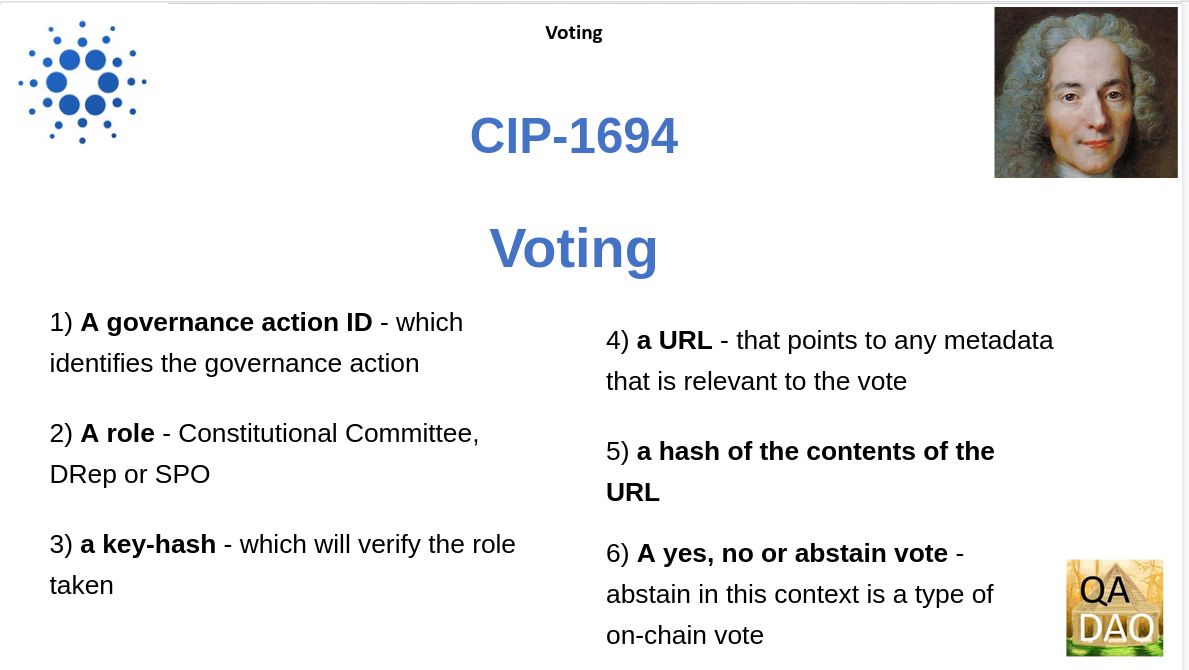 Voting
CIP-1694
Voting
1) A governance action ID - which
identifies the governance action
2) A role - Constitutional Committee,
DRep or SPO
3) a key-hash - which will verify the role
taken
4) a URL - that points to any metadata
that is relevant to the vote
5) a hash of the contents of the
URL
6) A yes, no or abstain vote -
abstain in this context is a type of
on-chain vote
QA
DAO